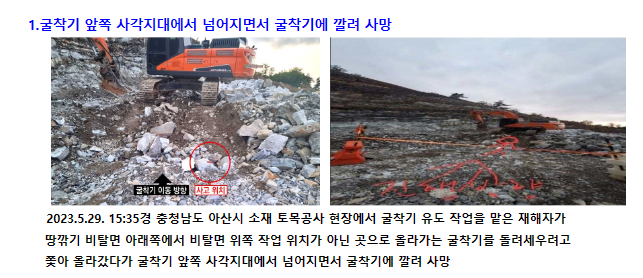 1.굴착기 앞쪽 사각지대에서 넘어지면서 굴착기에 깔려 사망
굴착기 이동 방향
사고 위치
2023.5.29. 15:35경 충청남도 아산시 소재 토목공사 현장에서 굴착기 유도 작업을 맡은 재해자가
땅깎기 비탈면 아래쪽에서 비탈면 위쪽 작업 위치가 아닌 곳으로 올라가는 굴착기를 돌려세우려고
쫓아 올라갔다가 굴착기 앞쪽 사각지대에서 넘어지면서 굴착기에 깔려 사망